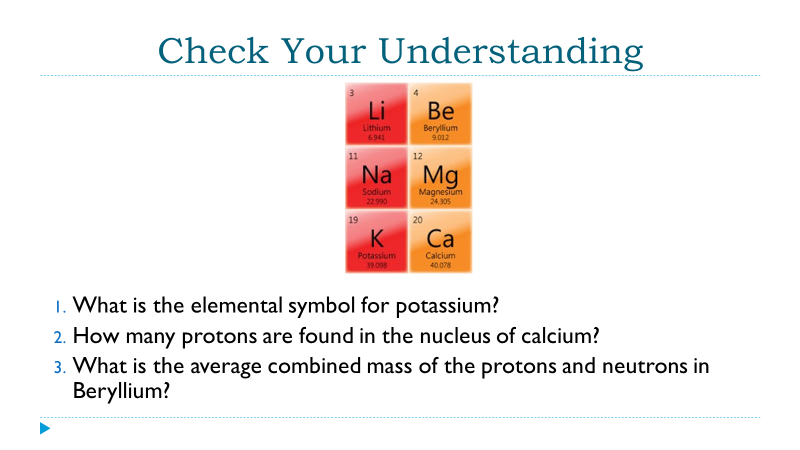 Check Your Understanding
3 4
Li Be
Lithium Beryllium
6.941 9.012
11 12
Na Mg
Sodium Magnesium
22.990 24.305
19 20
K Ca
Potassium Calcium
39.098 40.078
1. What is the elemental symbol for potassium?
2. How many protons are found in the nucleus of calcium?
3. What is the average combined mass of the protons and neutrons in
Beryllium?